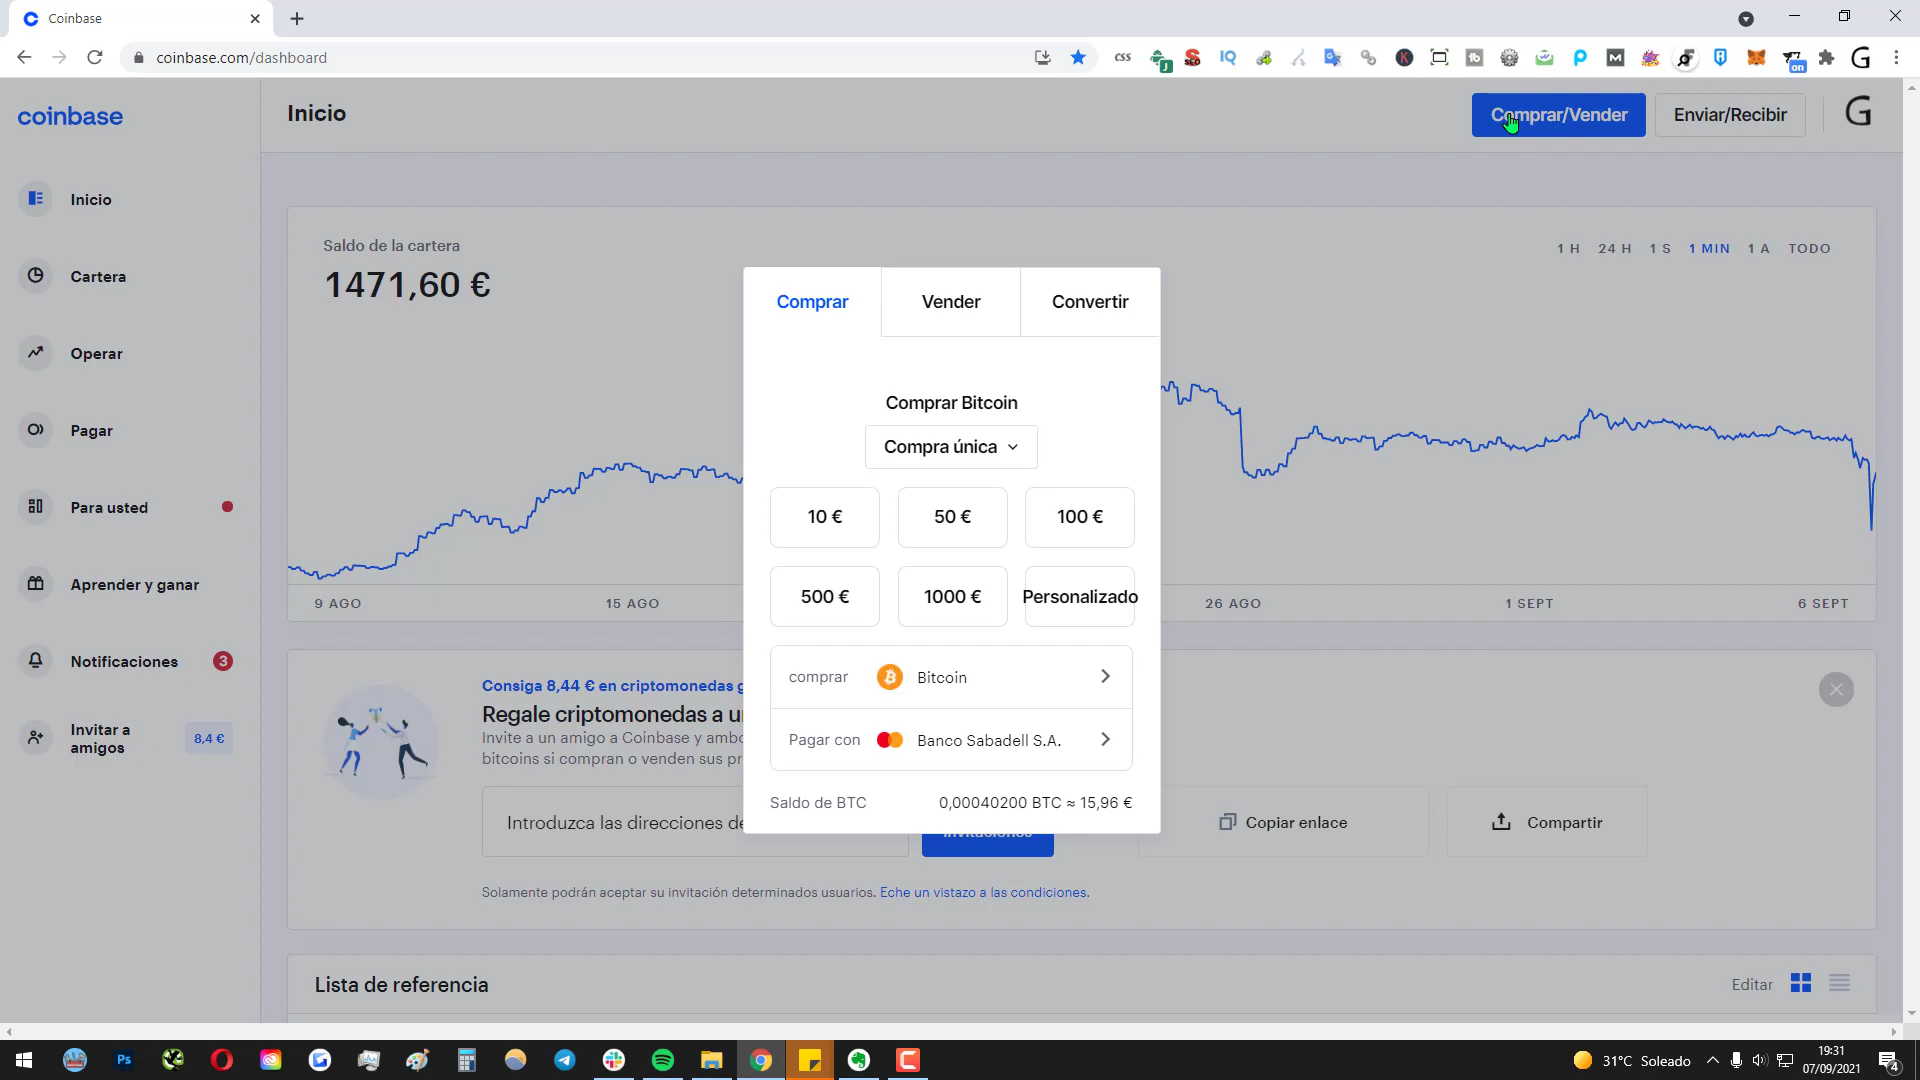 Coinbase
coinbase.com/dashboard
coinbase
Inicio
Comprar/Vender
Enviar/Recibir
Inicio
Cartera
Operar
Pagar
Para usted
Aprender y ganar
Notificaciones
3
Invitar a
amigos
8,4 €
Saldo de la cartera
1471,60 €
1 H
24 H
1 S
1 MIN
1 A
TODO
9 AGO
15 AGO
26 AGO
1 SEPT
6 SEPT
Comprar
Vender
Convertir
Comprar Bitcoin
Compra única
10 €
50 €
100 €
500 €
1000 €
Personalizado
comprar
Bitcoin
Pagar con
Banco Sabadell S.A.
Saldo de BTC
0,00040200 BTC ≈ 15,96 €
Consiga 8,44 € en criptomonedas
Regale criptomonedas a
Invite a un amigo a Coinbase y
bitcoins si compran o venden sus
Introduzca las direcciones
Copiar enlace
Compartir
Solamente podrán aceptar su invitación determinados usuarios. Eche un vistazo a las condiciones.
Lista de referencia
Editar
31°C Soleado
19:31
07/09/2021
4